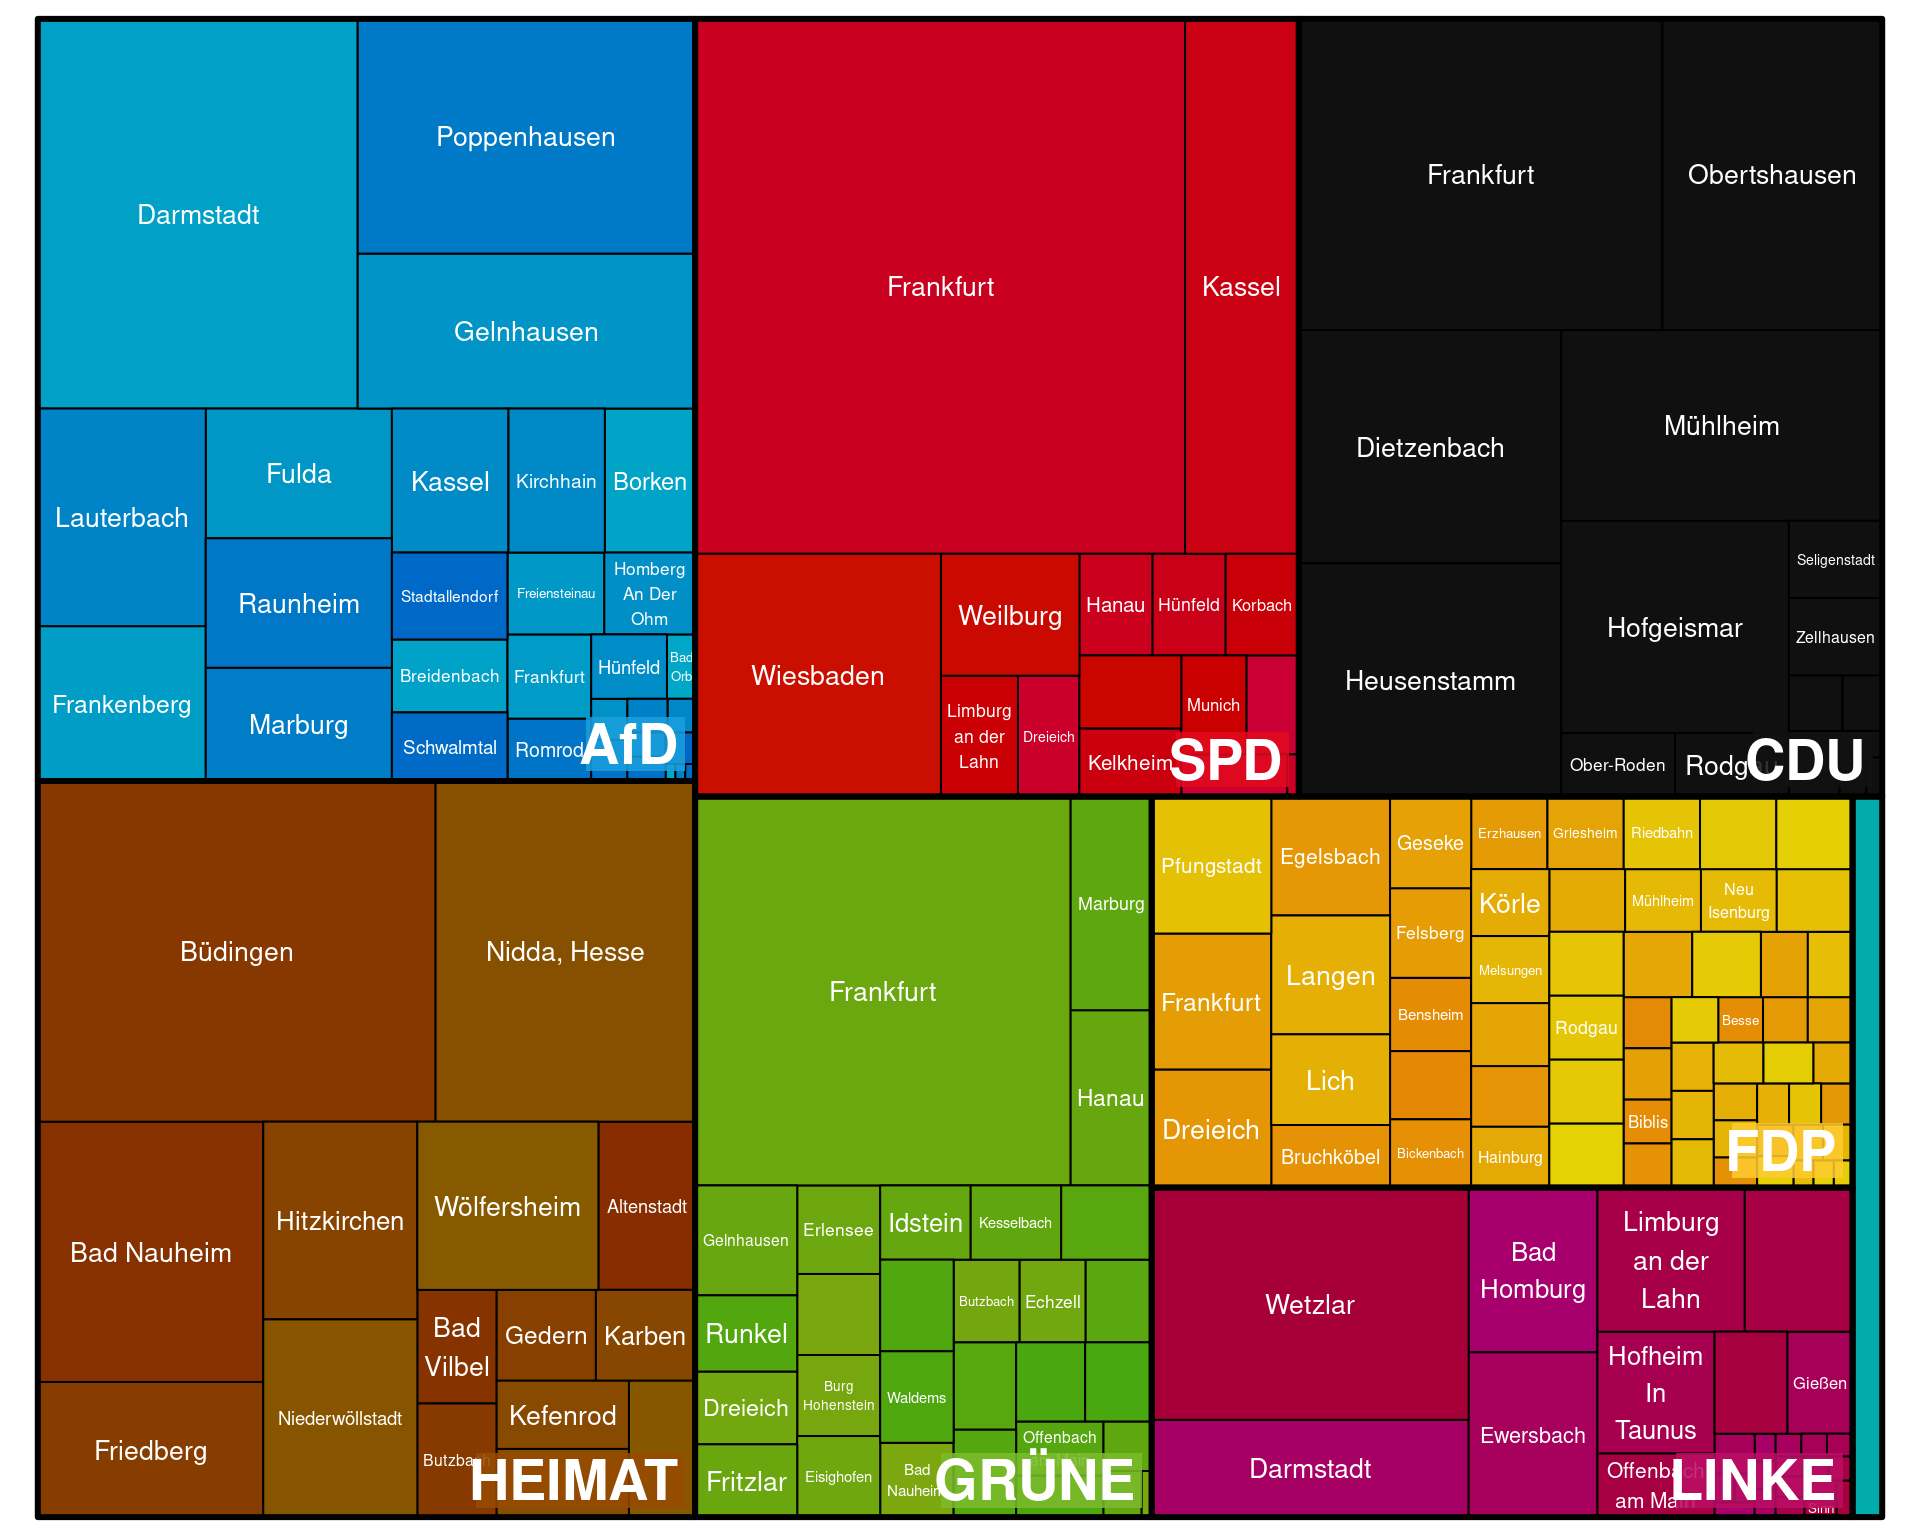 Darmstadt
Poppenhausen
Gelnhausen
Lauterbach
Fulda
Kassel
Kirchhain
Borken
Raunheim
Stadtallendorf
Freiensteinau
Homberg
An Der
Ohm
Frankenberg
Marburg
Breidenbach
Frankfurt
Hünfeld
Bad
Orb
Schwalmtal
Romrod
AfD
Frankfurt
Kassel
Wiesbaden
Weilburg
Hanau
Hünfeld
Korbach
Limburg
an der
Lahn
Dreieich
Munich
Kelkheim
SPD
Frankfurt
Obertshausen
Dietzenbach
Mühlheim
Heusenstamm
Hofgeismar
Seligenstadt
Zellhausen
Ober-Roden
Rodgau
CDU
Büdingen
Nidda, Hesse
Bad Nauheim
Hitzkirchen
Wölfersheim
Altenstadt
Friedberg
Niederwöllstadt
Bad
Vilbel
Gedern
Karben
Kefenrod
Butzbach
HEIMAT
Frankfurt
Marburg
Hanau
Gelnhausen
Erlensee
Idstein
Kesselbach
Runkel
Butzbach
Echzell
Dreieich
Burg
Hohenstein
Waldems
Fritzlar
Eisighofen
Bad
Nauheim
Offenbach
am Main
GRÜNE
Pfungstadt
Egelsbach
Geseke
Erzhausen
Griesheim
Riedbahn
Körle
Mühlheim
Neu
Isenburg
Frankfurt
Langen
Felsberg
Melsungen
Bensheim
Rodgau
Besse
Dreieich
Lich
Bruchköbel
Bickenbach
Hainburg
Biblis
FDP
Wetzlar
Bad
Homburg
Limburg
an der
Lahn
Darmstadt
Ewersbach
Hofheim
In
Taunus
Gießen
Offenbach
am Main
Sinn
LINKE